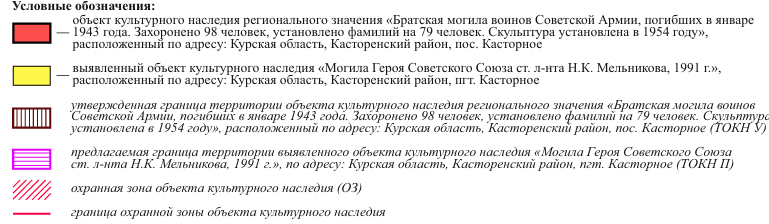 Условные обозначения:
объект культурного наследия регионального значения «Братская могила воинов Советской Армии, погибших в январе
— 1943 года. Захоронено 98 человек, установлено фамилий на 79 человек. Скульптура установлена в 1954 году»,
расположенный по адресу: Курская область, Касторенский район, пос. Касторное
— выявленный объект культурного наследия «Могила Героя Советского Союза ст. л-нта Н.К. Мельникова, 1991 г.»,
расположенный по адресу: Курская область, Касторенский район, пгт. Касторное
утвержденная граница территории объекта культурного наследия регионального значения «Братская могила воинов
Советской Армии, погибших в январе 1943 года. Захоронено 98 человек, установлено фамилий на 79 человек. Скульптура
установлена в 1954 году», расположенный по адресу: Курская область, Касторенский район, пос. Касторное (ТОКН У)
предлагаемая граница территории выявленного объекта культурного наследия «Могила Героя Советского Союза
ст. л-нта Н.К. Мельникова, 1991 г.», по адресу: Курская область, Касторенский район, пгт. Касторное (ТОКН П)
охранная зона объекта культурного наследия (ОЗ)
граница охранной зоны объекта культурного наследия